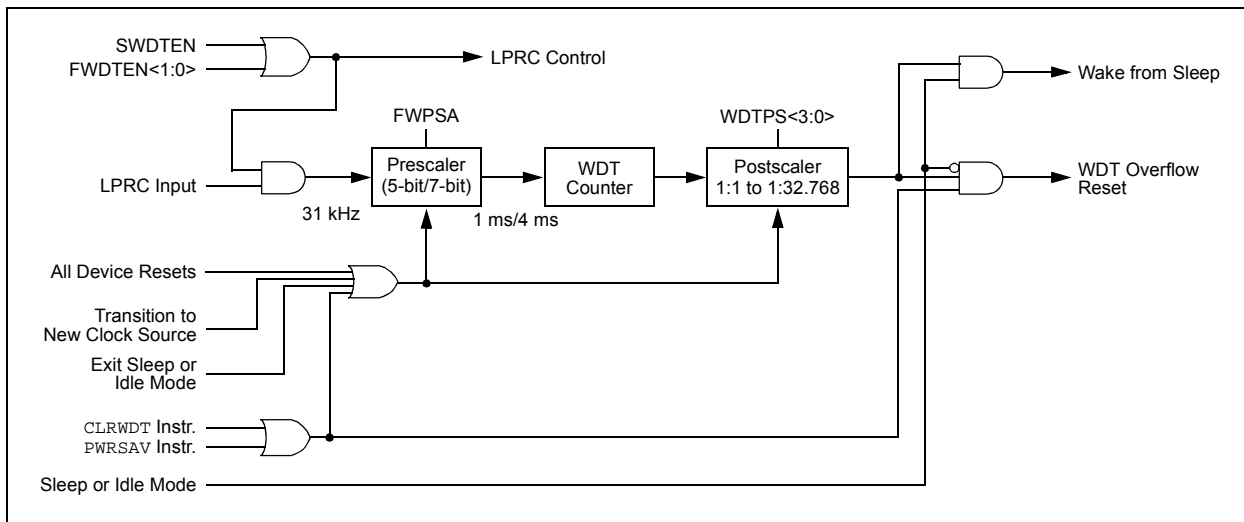 SWDTEN
FWDTEN<1:0>
LPRC Control
Wake from Sleep
FWPSA
WDTPS<3:0>
LPRC Input
Prescaler
(5-bit/7-bit)
WDT
Counter
Postscaler
1:1 to 1:32.768
WDT Overflow
Reset
31 kHz
1 ms/4 ms
All Device Resets
Transition to
New Clock Source
Exit Sleep or
Idle Mode
CLRWDT Instr.
PWRSAV Instr.
Sleep or Idle Mode